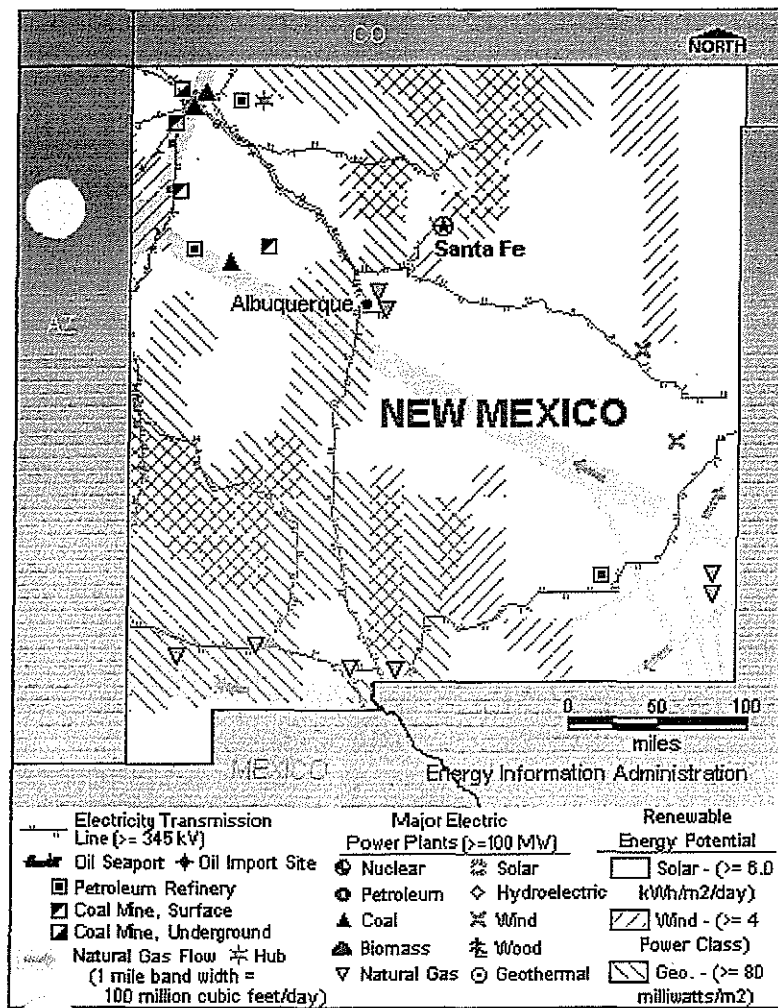 CO
NORTH
Santa Fe
Albuquerque
AZ
NEW MEXICO
0 50 100
miles
MEXICO
Energy Information Administration
Electricity Transmission
Line (>= 345 kV)
Oil Seaport Oil Import Site
Petroleum Refinery
Coal Mine, Surface
Coal Mine, Underground
Natural Gas Flow Hub
(1 mile band width =
100 million cubic feet/day)
Major Electric
Power Plants (>=100 MW)
Nuclear Solar
Petroleum Hydroelectric
Coal Wind
Biomass Wood
Natural Gas Geothermal
Renewable
Energy Potential
Solar - (>= 6.0
kWh/m2/day)
Wind - (>= 4
Power Class)
Geo. - (>= 80
milliwatts/m2)